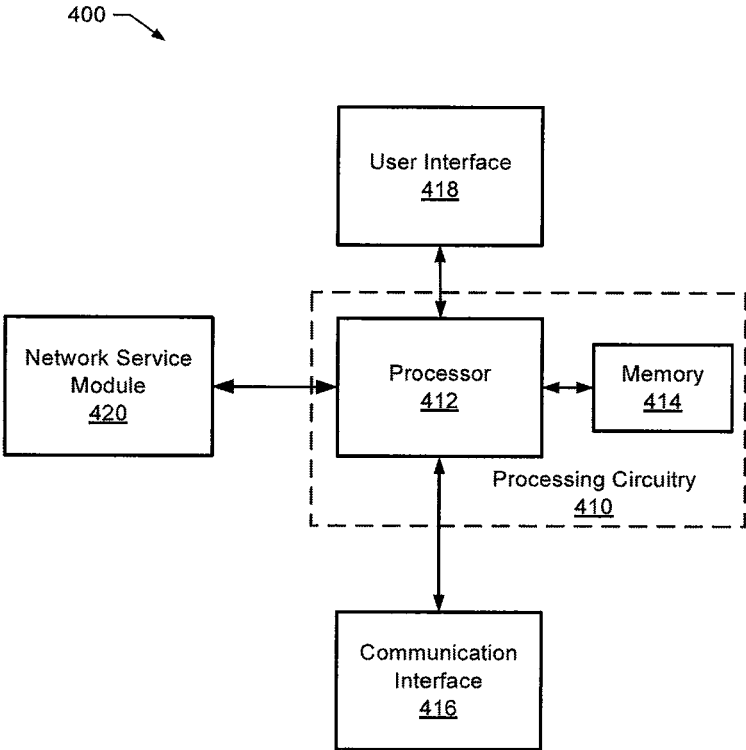 400
User Interface
418
Network Service
Module
420
Processor
412
Memory
414
Processing Circuitry
410
Communication
Interface
416